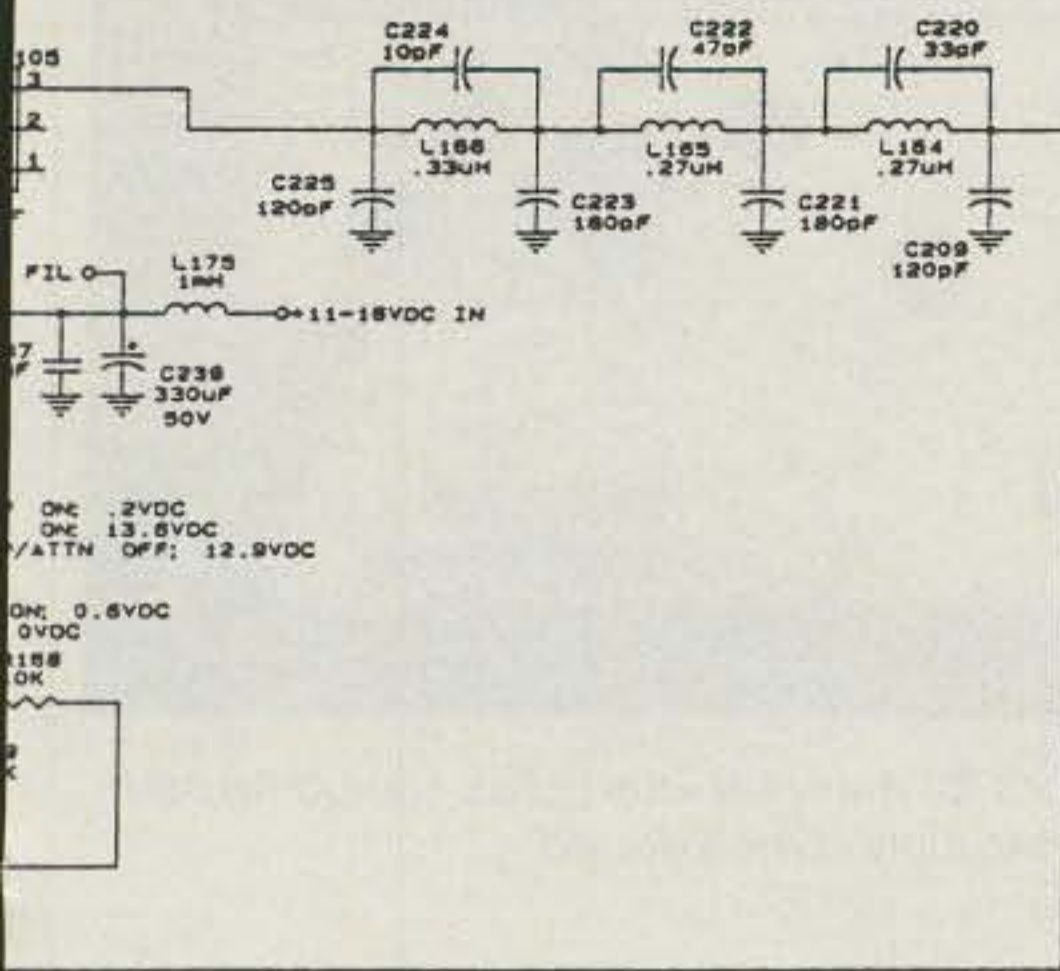 C224
10pF
C222
47pF
C220
33pF
105
3
2
1
L166
.33uH
L165
.27uH
L164
.27uH
C225
120pF
C223
180pF
C221
180pF
C209
120pF
FIL
L175
1mH
+11-16VDC IN
C238
330uF
50V
ON: .2VDC
ON: 13.6VDC
/ATTN OFF: 12.9VDC
ON: 0.6VDC
0VDC
0K
K